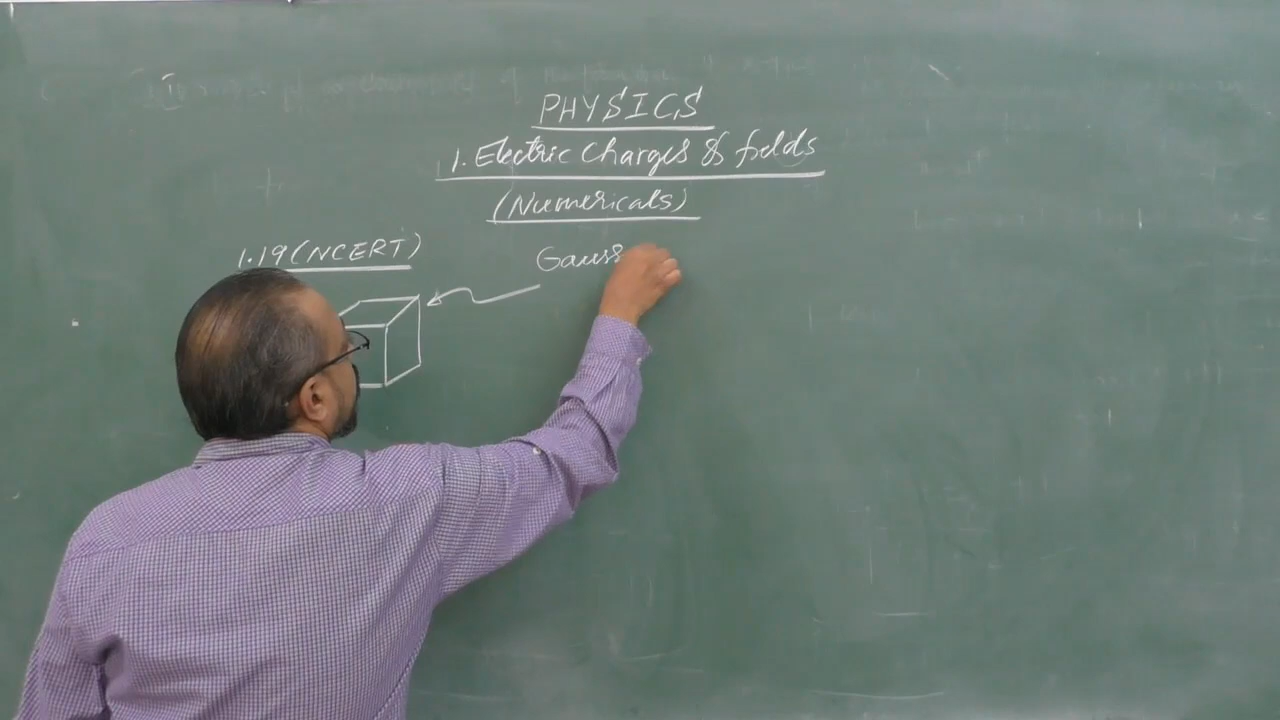 PHYSICS
1. Electric Charges & fields
(Numericals)
1.19 (NCERT)
Gauss